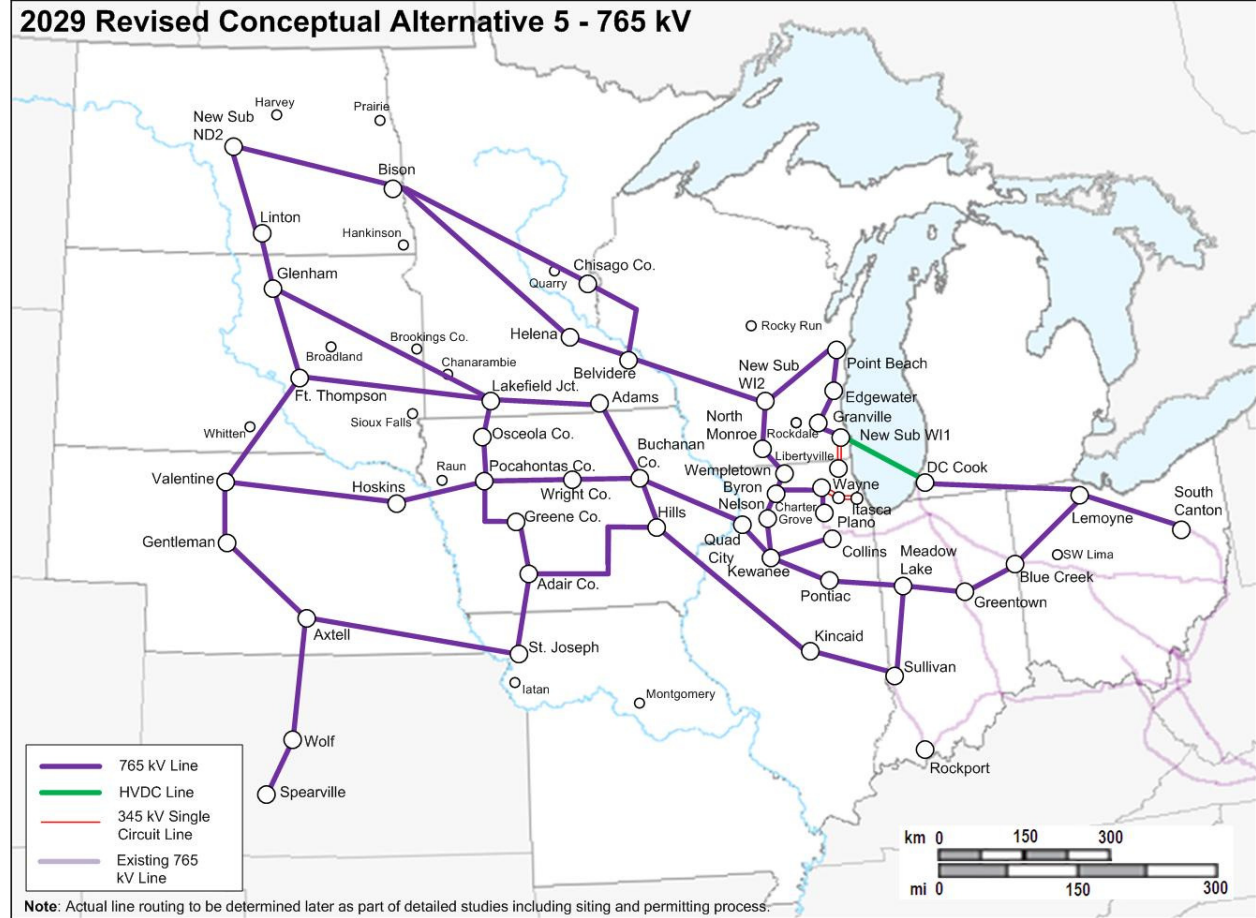 2029 Revised Conceptual Alternative 5 - 765 kV
Harvey
Prairie
New Sub
ND2
Bison
Linton
Hankinson
Glenham
Chisago Co.
Quarry
Rocky Run
Brookings Co.
Helena
Broadland
Chanarambie
Belvidere
New Sub
WI2
Point Beach
Ft. Thompson
Lakefield Jct.
Adams
Edgewater
Sioux Falls
Whitten
North
Monroe
Rockdale
Granville
Osceola Co.
Buchanan
Co.
New Sub WI1
Libertyville
Raun
Pocahontas Co.
Wempletown
DC Cook
Valentine
Hoskins
Wright Co.
Byron
Wayne
Itasca
Nelson
Charter
Grove
Plano
Lemoyne
South
Canton
Greene Co.
Hills
Quad
City
Collins
Gentleman
Kewanee
Meadow
Lake
SW Lima
Blue Creek
Adair Co.
Pontiac
Greentown
Axtell
Kincaid
St. Joseph
Sullivan
Iatan
Montgomery
Wolf
Rockport
Spearville
765 kV Line
HVDC Line
345 kV Single
Circuit Line
Existing 765
kV Line
km 0 150 300
mi 0 150 300
Note: Actual line routing to be determined later as part of detailed studies including siting and permitting process.